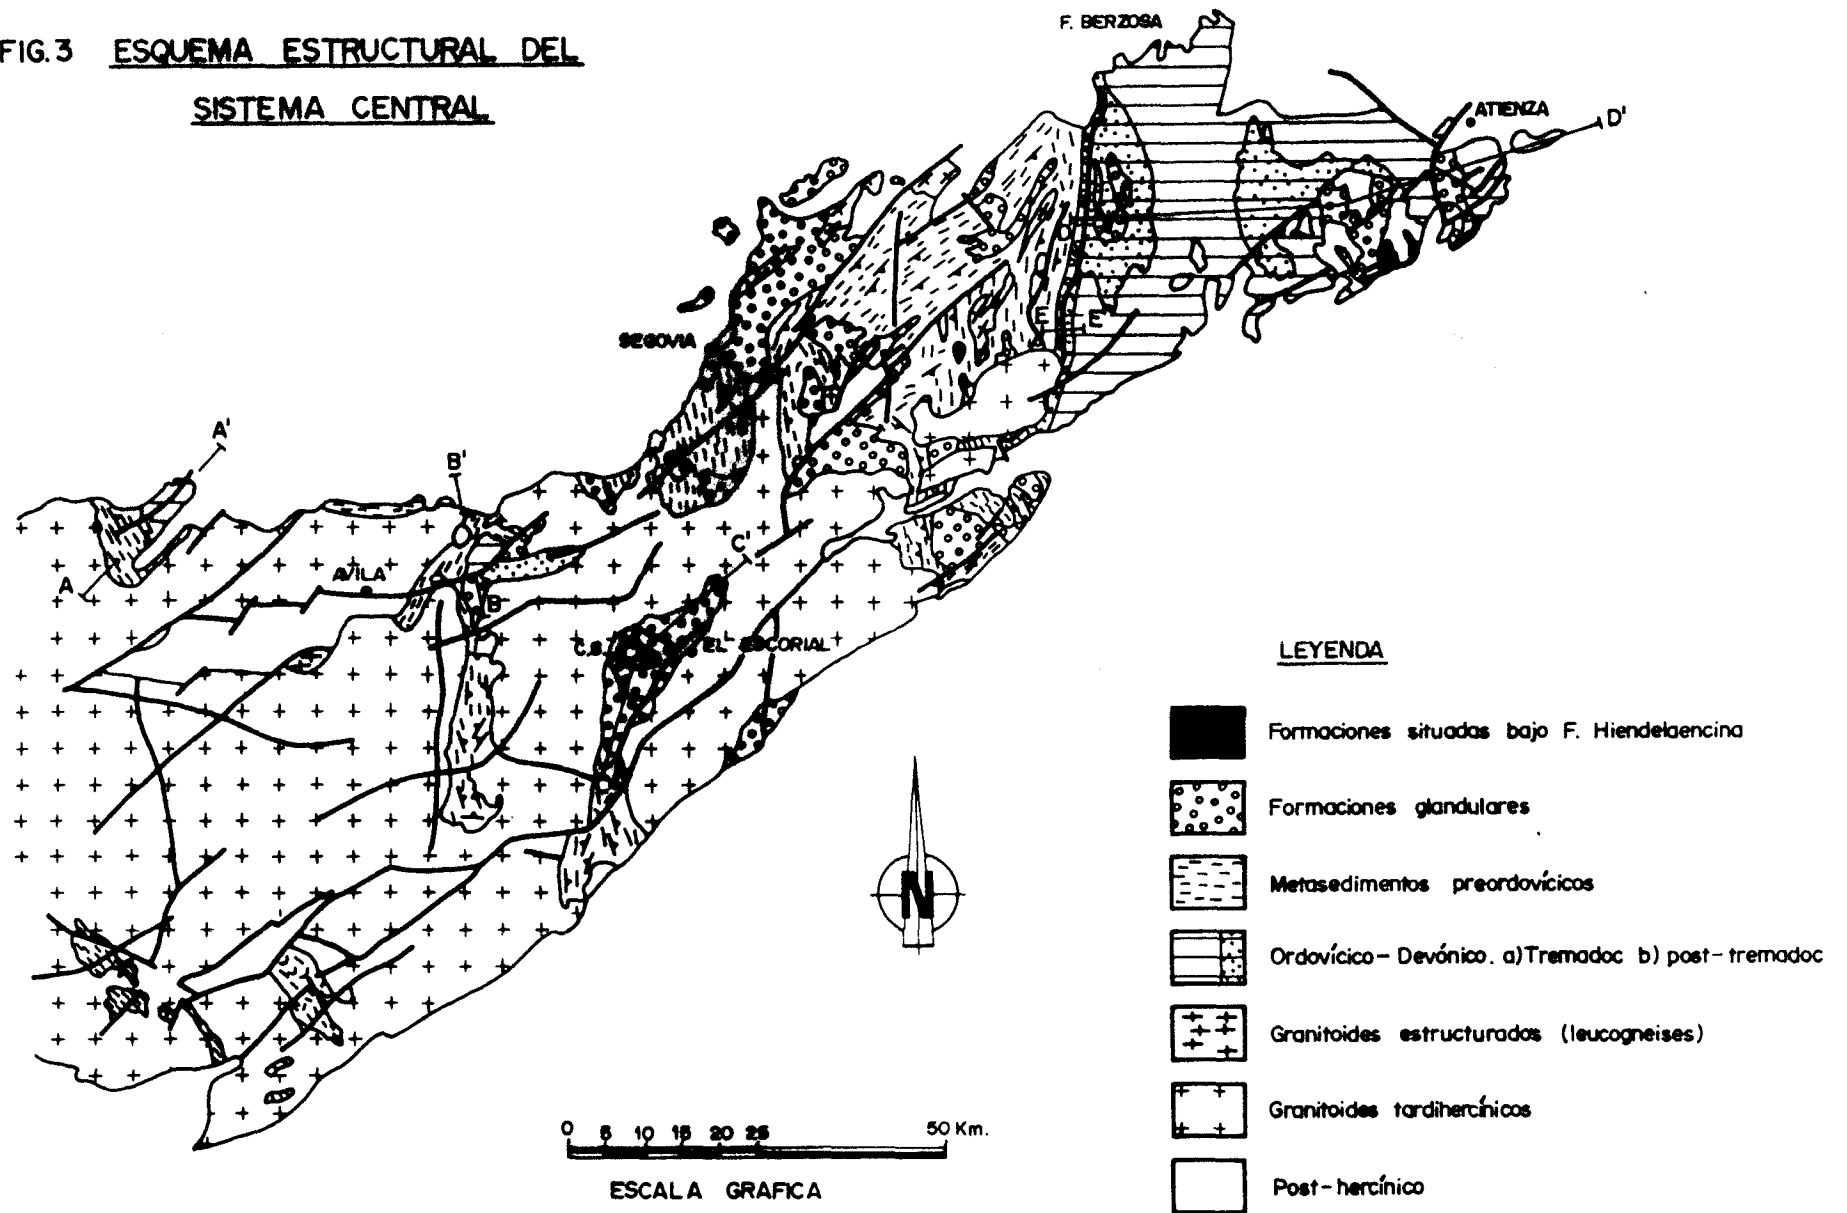 FIG. 3 ESQUEMA ESTRUCTURAL DEL
SISTEMA CENTRAL
F. BERZOSA
ATIENZA
D'
SEGOVIA
E E'
A'
B'
A
AVILA
B
C'
C.S. EL ESCORIAL
LEYENDA
Formaciones situadas bajo F. Hiendelaencina
Formaciones glandulares
Metasedimentos preordovícicos
Ordovícico-Devónico. a) Tremadoc b) post-tremadoc
Granitoides estructurados (leucogneises)
Granitoides tardihercínicos
Post-hercínico
N
0 5 10 15 20 25 50 Km.
ESCALA GRAFICA